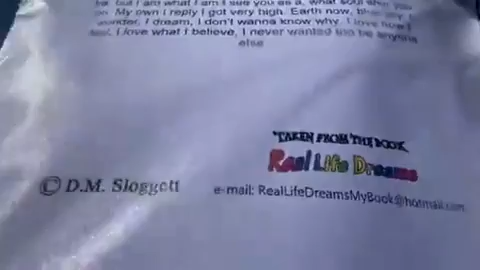 but I am what I am I see you as a, what soul
on. My own I reply I got very high. Earth now,
wonder, I dream, I don't wanna know why. I love how I
feel, I love what I believe, I never wanted to be anyone
else
"TAKEN FROM THE BOOK
Real Life Dreams
© D.M. Sloggett
e-mail: RealLifeDreamsMyBook@hotmail.com